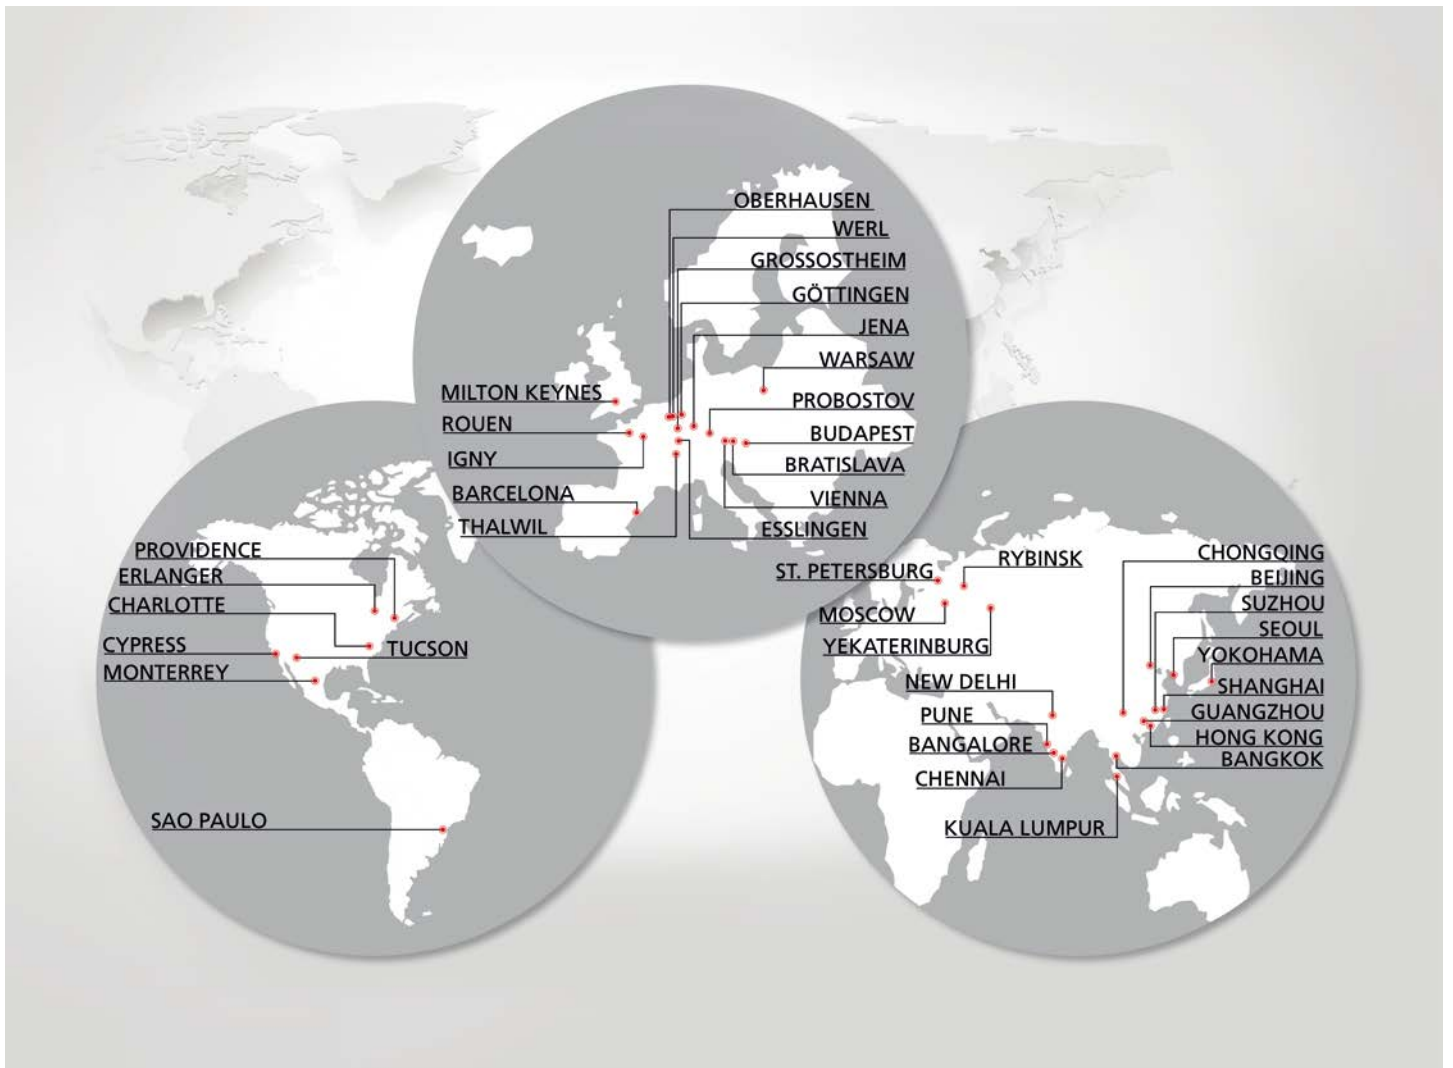 OBERHAUSEN
WERL
GROSSOSTHEIM
GÖTTINGEN
JENA
WARSAW
MILTON KEYNES
PROBOSTOV
ROUEN
BUDAPEST
IGNY
BRATISLAVA
BARCELONA
VIENNA
THALWIL
ESSLINGEN
PROVIDENCE
ERLANGER
CHARLOTTE
CYPRESS
TUCSON
MONTERREY
SAO PAULO
RYBINSK
ST. PETERSBURG
MOSCOW
YEKATERINBURG
NEW DELHI
PUNE
BANGALORE
CHENNAI
KUALA LUMPUR
CHONGQING
BEIJING
SUZHOU
SEOUL
YOKOHAMA
SHANGHAI
GUANGZHOU
HONG KONG
BANGKOK